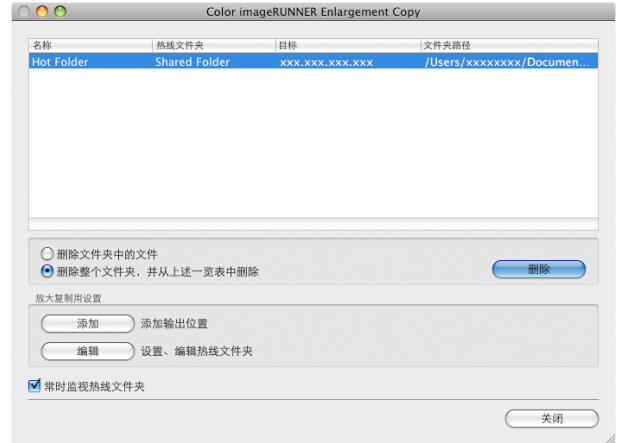 Color imageRUNNER Enlargement Copy
名称 热线文件夹 目标 文件夹路径
Hot Folder Shared Folder xxx.xxx.xxx.xxx /Users/xxxxxxxx/Documen...
删除文件夹中的文件
删除整个文件夹，并从上述一览表中删除
删除
放大复制用设置
添加 添加输出位置
编辑 设置、编辑热线文件夹
常时监视热线文件夹
关闭